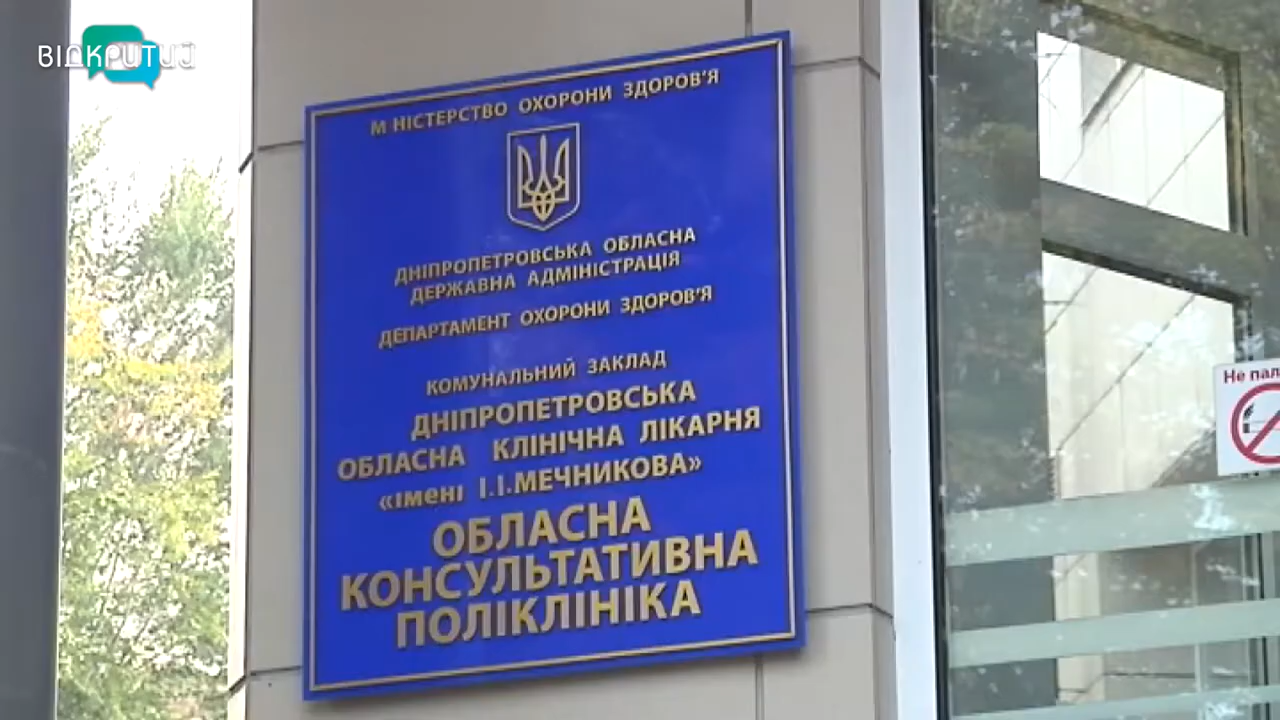 ВІДКРИТИЙ
М НІСТЕРСТВО ОХОРОНИ ЗДОРОВ'Я
ДНІПРОПЕТРОВСЬКА ОБЛАСНА
ДЕРЖАВНА АДМІНІСТРАЦІЯ
ДЕПАРТАМЕНТ ОХОРОНИ ЗДОРОВ'Я
КОМУНАЛЬНИЙ ЗАКЛАД
ДНІПРОПЕТРОВСЬКА
ОБЛАСНА КЛІНІЧНА ЛІКАРНЯ
«імені І.І.МЕЧНИКОВА»
ОБЛАСНА
КОНСУЛЬТАТИВНА
ПОЛІКЛІНІКА
Не пал